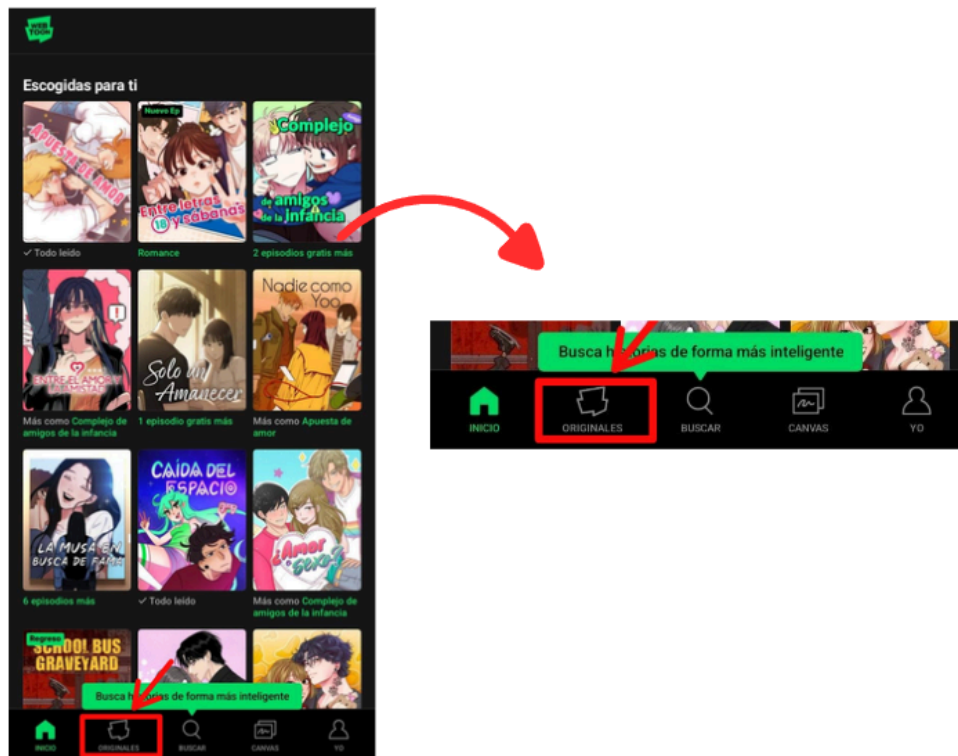 WEB
TOON
Escogidas para ti
APUESTA
DE AMOR
Nuevo Ep
Entre letras
18 y sábanas
Complejo
de amigos
de la infancia
✓ Todo leído
Romance
2 episodios gratis más
ENTRE EL AMOR Y
LA AMISTAD
Solo un
Amanecer
Nadie como
Yoo
Más como Complejo de
amigos de la infancia
1 episodio gratis más
Más como Apuesta de
amor
LA MUSA EN
BUSCA DE FAMA
CAÍDA DEL
ESPACIO
¿Amor
o
sexo?
6 episodios más
✓ Todo leído
Más como Complejo de
amigos de la infancia
Regreso
SCHOOL BUS
GRAVEYARD
Busca historias de forma más inteligente
INICIO
ORIGINALES
BUSCAR
CANVAS
YO
Busca historias de forma más inteligente
INICIO
ORIGINALES
BUSCAR
CANVAS
YO